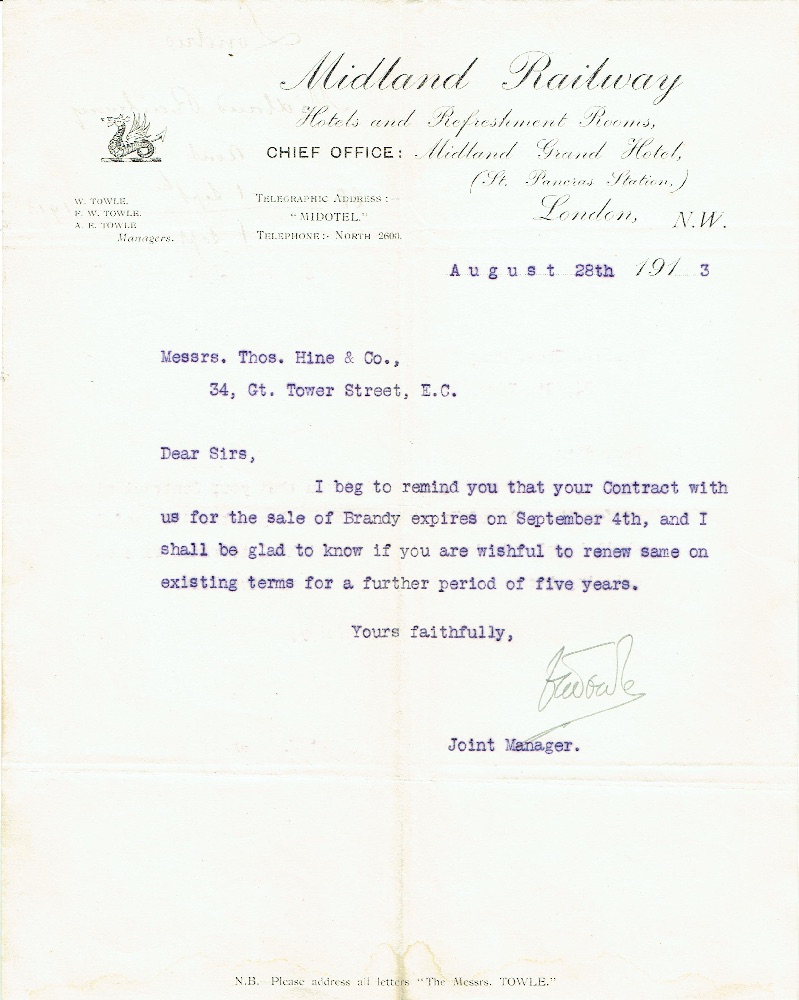 Midland Railway
Hotels and Refreshment Rooms,
CHIEF OFFICE: Midland Grand Hotel,
(St. Pancras Station,)
London, N.W.
W. TOWLE.
F. W. TOWLE.
A. E. TOWLE
Managers.
TELEGRAPHIC ADDRESS:-
"MIDOTEL."
TELEPHONE:- NORTH 2600.
August 28th 1913
Messrs. Thos. Hine & Co.,
34, Gt. Tower Street, E.C.
Dear Sirs,
I beg to remind you that your Contract with
us for the sale of Brandy expires on September 4th, and I
shall be glad to know if you are wishful to renew same on
existing terms for a further period of five years.
Yours faithfully,
Joint Manager.
N.B. Please address all letters "The Messrs. TOWLE."